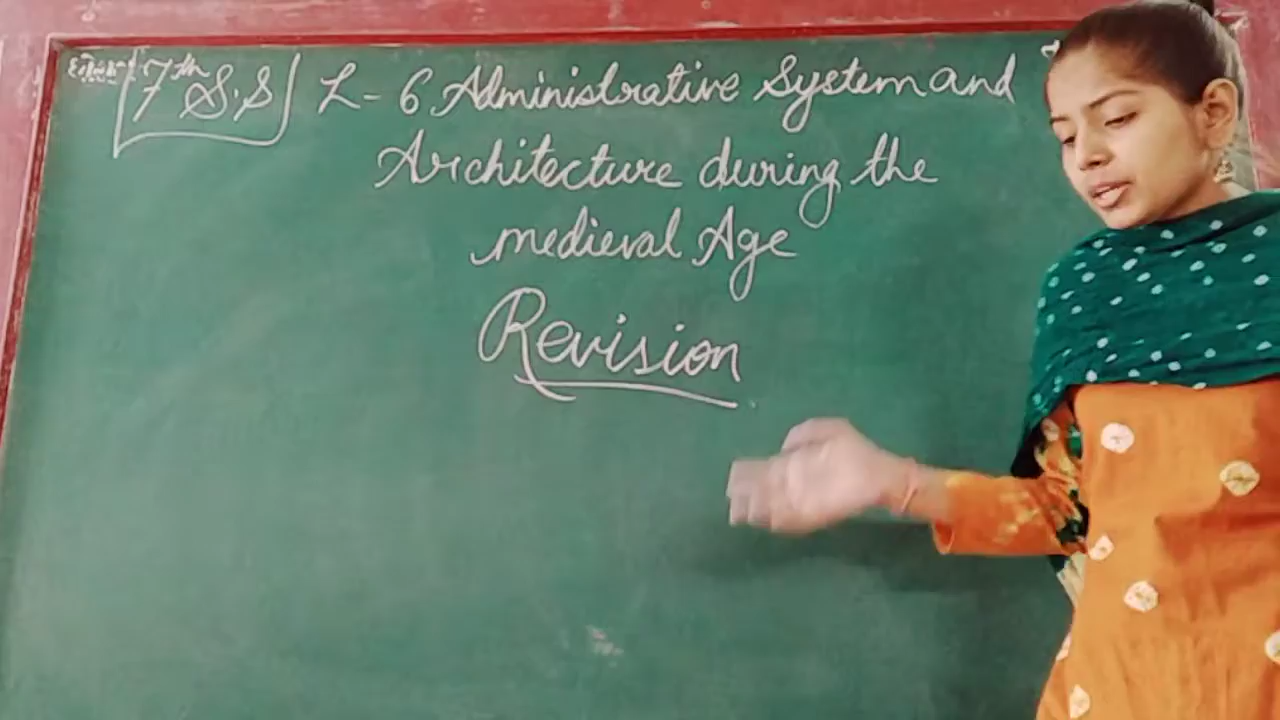 7th S.S L - 6 Administrative System and
Architecture during the
medieval Age
Revision